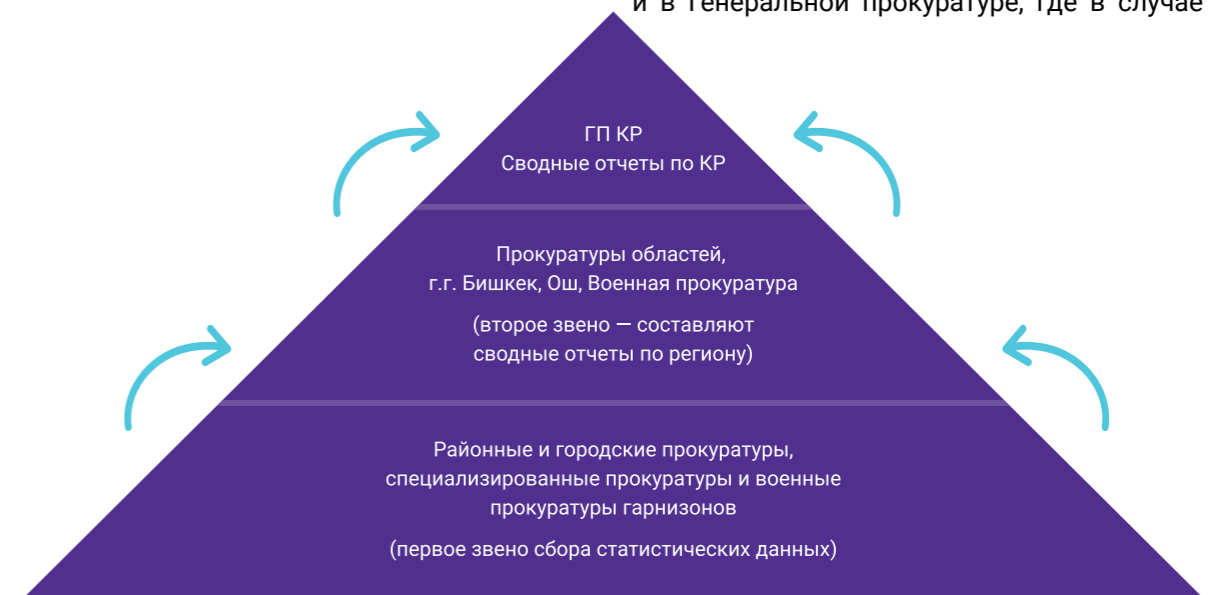 и в Генеральной прокуратуре, где в случае
ГП КР
Сводные отчеты по КР
Прокуратуры областей,
г.г. Бишкек, Ош, Военная прокуратура
(второе звено — составляют
сводные отчеты по региону)
Районные и городские прокуратуры,
специализированные прокуратуры и военные
прокуратуры гарнизонов
(первое звено сбора статистических данных)